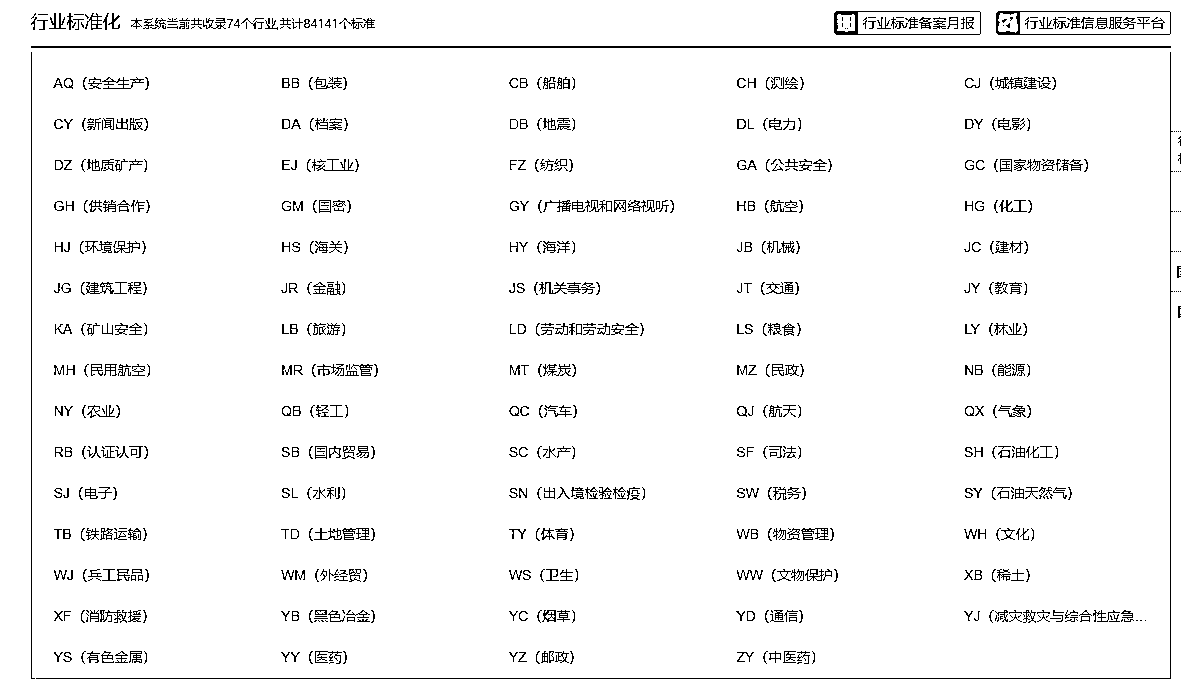 行业标准化 本系统当前共收录74个行业,共计84141个标准 行业标准备案月报 行业标准信息服务平台
AQ（安全生产） BB（包装） CB（船舶） CH（测绘） CJ（城镇建设）
CY（新闻出版） DA（档案） DB（地震） DL（电力） DY（电影）
DZ（地质矿产） EJ（核工业） FZ（纺织） GA（公共安全） GC（国家物资储备）
GH（供销合作） GM（国密） GY（广播电视和网络视听） HB（航空） HG（化工）
HJ（环境保护） HS（海关） HY（海洋） JB（机械） JC（建材）
JG（建筑工程） JR（金融） JS（机关事务） JT（交通） JY（教育）
KA（矿山安全） LB（旅游） LD（劳动和劳动安全） LS（粮食） LY（林业）
MH（民用航空） MR（市场监管） MT（煤炭） MZ（民政） NB（能源）
NY（农业） QB（轻工） QC（汽车） QJ（航天） QX（气象）
RB（认证认可） SB（国内贸易） SC（水产） SF（司法） SH（石油化工）
SJ（电子） SL（水利） SN（出入境检验检疫） SW（税务） SY（石油天然气）
TB（铁路运输） TD（土地管理） TY（体育） WB（物资管理） WH（文化）
WJ（兵工民品） WM（外经贸） WS（卫生） WW（文物保护） XB（稀土）
XF（消防救援） YB（黑色冶金） YC（烟草） YD（通信） YJ（减灾救灾与综合性应急...
YS（有色金属） YY（医药） YZ（邮政） ZY（中医药）